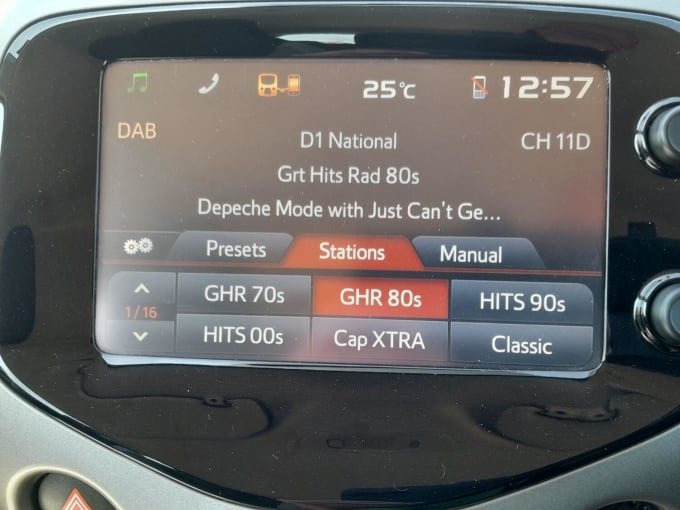 25°C 12:57
DAB D1 National CH 11D
Grt Hits Rad 80s
Depeche Mode with Just Can't Ge...
Presets Stations Manual
GHR 70s GHR 80s HITS 90s
1/16
HITS 00s Cap XTRA Classic